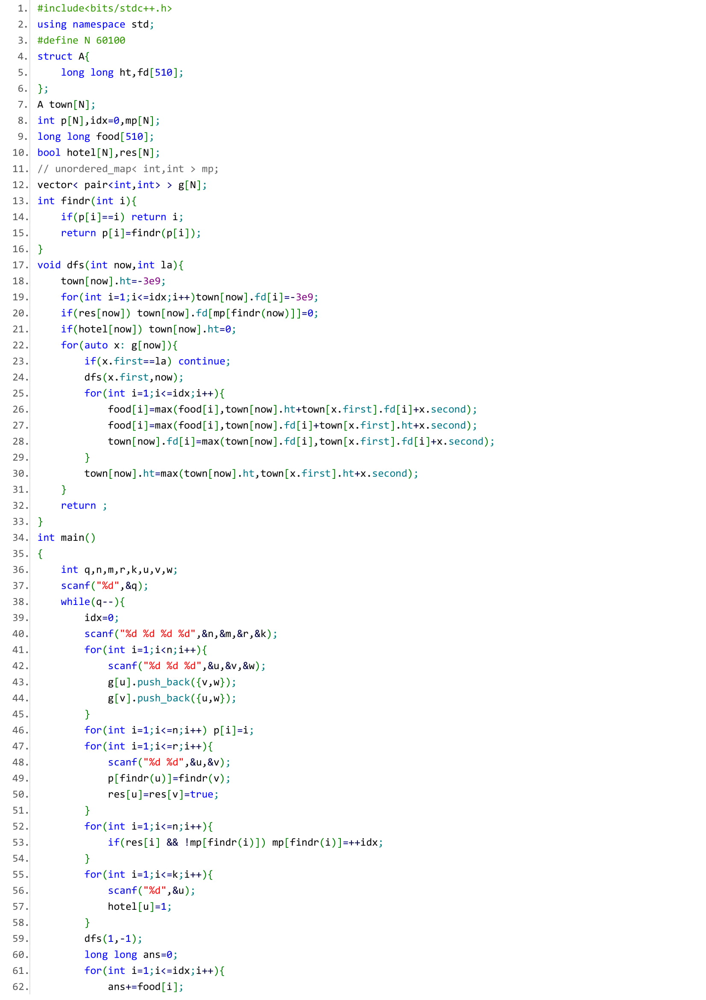 1. #include<bits/stdc++.h>
2. using namespace std;
3. #define N 60100
4. struct A{
5.     long long ht,fd[510];
6. };
7. A town[N];
8. int p[N],idx=0,mp[N];
9. long long food[510];
10. bool hotel[N],res[N];
11. // unordered_map< int,int > mp;
12. vector< pair<int,int> > g[N];
13. int findr(int i){
14.     if(p[i]==i) return i;
15.     return p[i]=findr(p[i]);
16. }
17. void dfs(int now,int la){
18.     town[now].ht=-3e9;
19.     for(int i=1;i<=idx;i++)town[now].fd[i]=-3e9;
20.     if(res[now]) town[now].fd[mp[findr(now)]]=0;
21.     if(hotel[now]) town[now].ht=0;
22.     for(auto x: g[now]){
23.         if(x.first==la) continue;
24.         dfs(x.first,now);
25.         for(int i=1;i<=idx;i++){
26.             food[i]=max(food[i],town[now].ht+town[x.first].fd[i]+x.second);
27.             food[i]=max(food[i],town[now].fd[i]+town[x.first].ht+x.second);
28.             town[now].fd[i]=max(town[now].fd[i],town[x.first].fd[i]+x.second);
29.         }
30.         town[now].ht=max(town[now].ht,town[x.first].ht+x.second);
31.     }
32.     return ;
33. }
34. int main()
35. {
36.     int q,n,m,r,k,u,v,w;
37.     scanf("%d",&q);
38.     while(q--){
39.         idx=0;
40.         scanf("%d %d %d %d",&n,&m,&r,&k);
41.         for(int i=1;i<n;i++){
42.             scanf("%d %d %d",&u,&v,&w);
43.             g[u].push_back({v,w});
44.             g[v].push_back({u,w});
45.         }
46.         for(int i=1;i<=n;i++) p[i]=i;
47.         for(int i=1;i<=r;i++){
48.             scanf("%d %d",&u,&v);
49.             p[findr(u)]=findr(v);
50.             res[u]=res[v]=true;
51.         }
52.         for(int i=1;i<=n;i++){
53.             if(res[i] && !mp[findr(i)]) mp[findr(i)]=++idx;
54.         }
55.         for(int i=1;i<=k;i++){
56.             scanf("%d",&u);
57.             hotel[u]=1;
58.         }
59.         dfs(1,-1);
60.         long long ans=0;
61.         for(int i=1;i<=idx;i++){
62.             ans+=food[i];